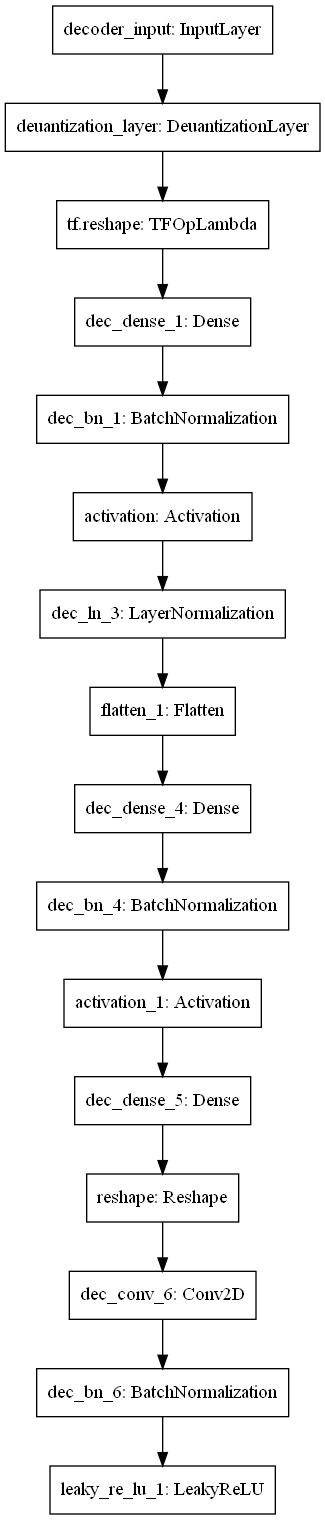 decoder_input: InputLayer
deuantization_layer: DeuantizationLayer
tf.reshape: TFOpLambda
dec_dense_1: Dense
dec_bn_1: BatchNormalization
activation: Activation
dec_ln_3: LayerNormalization
flatten_1: Flatten
dec_dense_4: Dense
dec_bn_4: BatchNormalization
activation_1: Activation
dec_dense_5: Dense
reshape: Reshape
dec_conv_6: Conv2D
dec_bn_6: BatchNormalization
leaky_re_lu_1: LeakyReLU